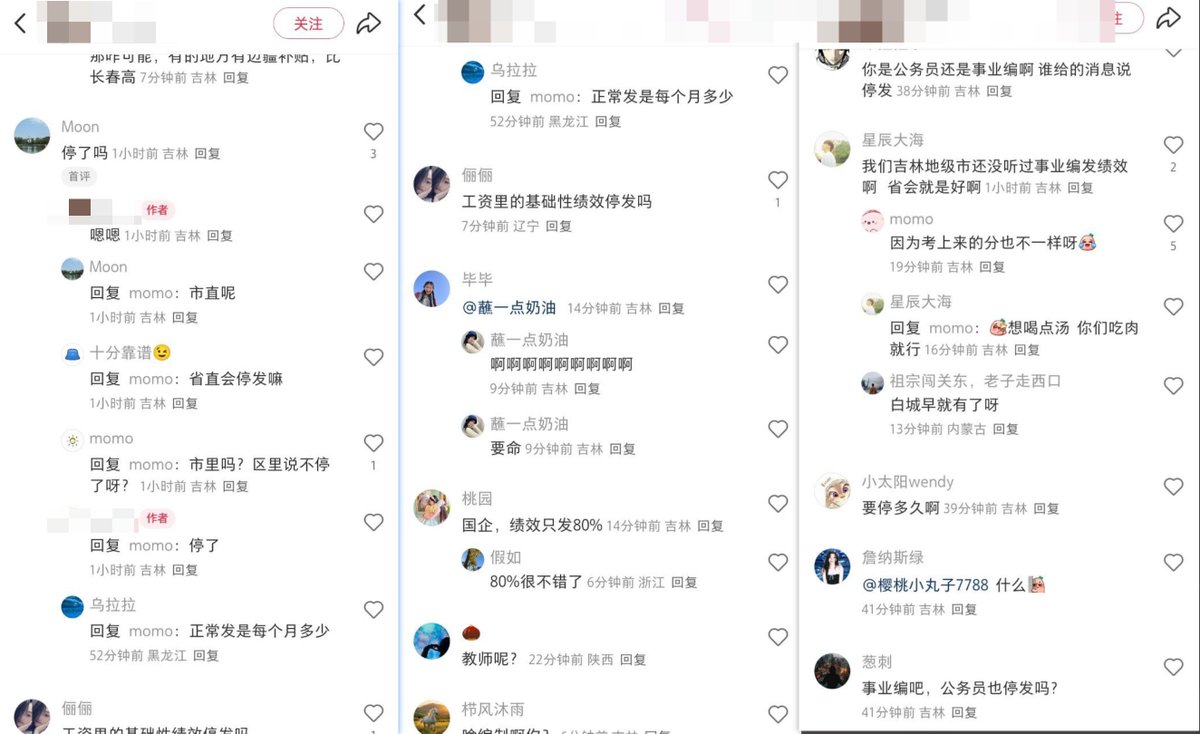 关注
那咋可能，有的地方有边疆补贴，比
长春高 7分钟前 吉林 回复
Moon
停了吗 1小时前 吉林 回复
3
首评
作者
嗯嗯 1小时前 吉林 回复
Moon
回复 momo：市直呢
1小时前 吉林 回复
十分靠谱😉
回复 momo：省直会停发嘛
1小时前 吉林 回复
momo
回复 momo：市里吗？区里说不停
了呀？ 1小时前 吉林 回复
1
作者
回复 momo：停了
1小时前 吉林 回复
乌拉拉
回复 momo：正常发是每个月多少
52分钟前 黑龙江 回复
俪俪
工资里的基础性绩效停发吗
乌拉拉
回复 momo：正常发是每个月多少
52分钟前 黑龙江 回复
俪俪
工资里的基础性绩效停发吗
1
7分钟前 辽宁 回复
毕毕
@蘸一点奶油 14分钟前 吉林 回复
蘸一点奶油
啊啊啊啊啊啊啊啊啊
9分钟前 吉林 回复
蘸一点奶油
要命 9分钟前 吉林 回复
桃园
国企，绩效只发80% 14分钟前 吉林 回复
假如
80%很不错了 6分钟前 浙江 回复
🌰
教师呢？ 22分钟前 陕西 回复
栉风沐雨
啥编制啊你？ 6分钟前 吉林 回复
注
你是公务员还是事业编啊 谁给的消息说
停发 38分钟前 吉林 回复
星辰大海
我们吉林地级市还没听过事业编发绩效
啊 省会就是好啊 1小时前 吉林 回复
2
momo
因为考上来的分也不一样呀
5
19分钟前 吉林 回复
星辰大海
回复 momo：想喝点汤 你们吃肉
就行 16分钟前 吉林 回复
祖宗闯关东，老子走西口
白城早就有了呀
13分钟前 内蒙古 回复
小太阳wendy
要停多久啊 39分钟前 吉林 回复
詹纳斯绿
@樱桃小丸子7788 什么
41分钟前 吉林 回复
葱刺
事业编吧，公务员也停发吗？
41分钟前 吉林 回复